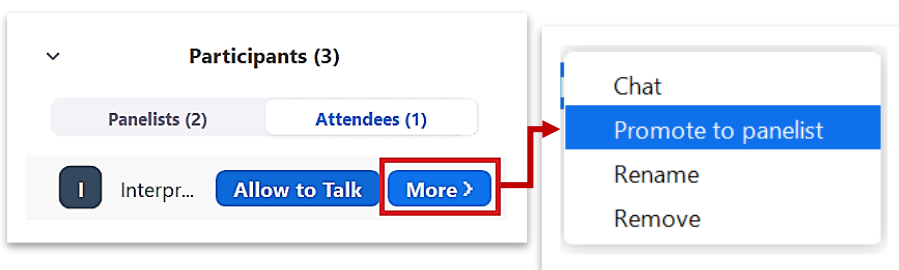 Participants (3)
Panelists (2)
Attendees (1)
I
Interpr...
Allow to Talk
More >
Chat
Promote to panelist
Rename
Remove